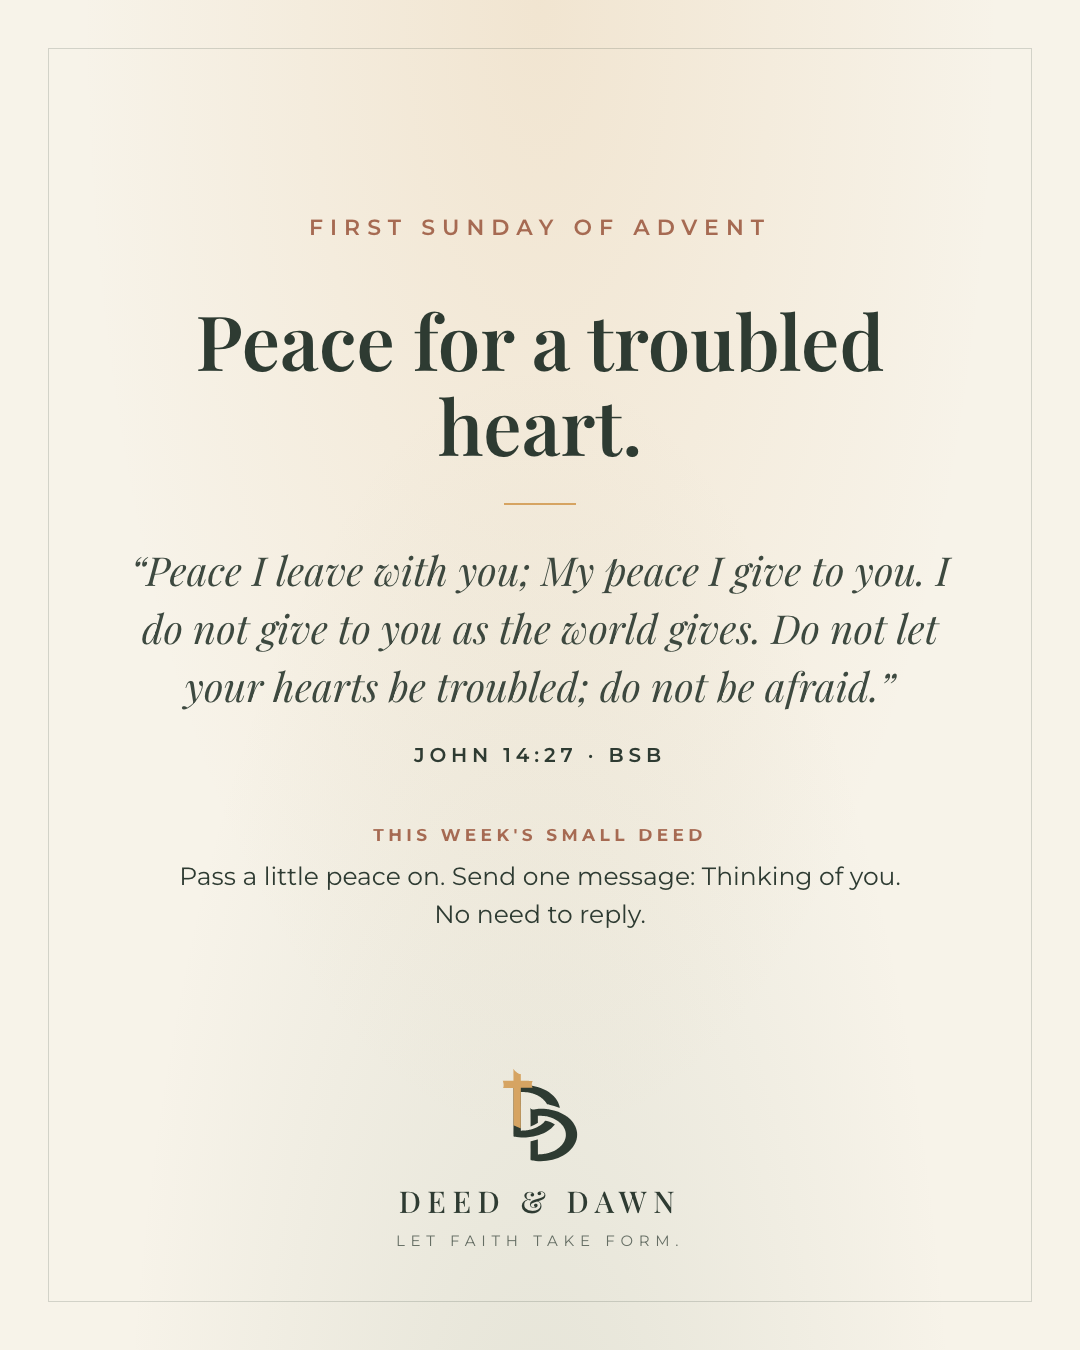 FIRST SUNDAY OF ADVENT
Peace for a troubled
heart.
“Peace I leave with you; My peace I give to you. I
do not give to you as the world gives. Do not let
your hearts be troubled; do not be afraid.”
JOHN 14:27 · BSB
THIS WEEK'S SMALL DEED
Pass a little peace on. Send one message: Thinking of you.
No need to reply.
DEED & DAWN
LET FAITH TAKE FORM.